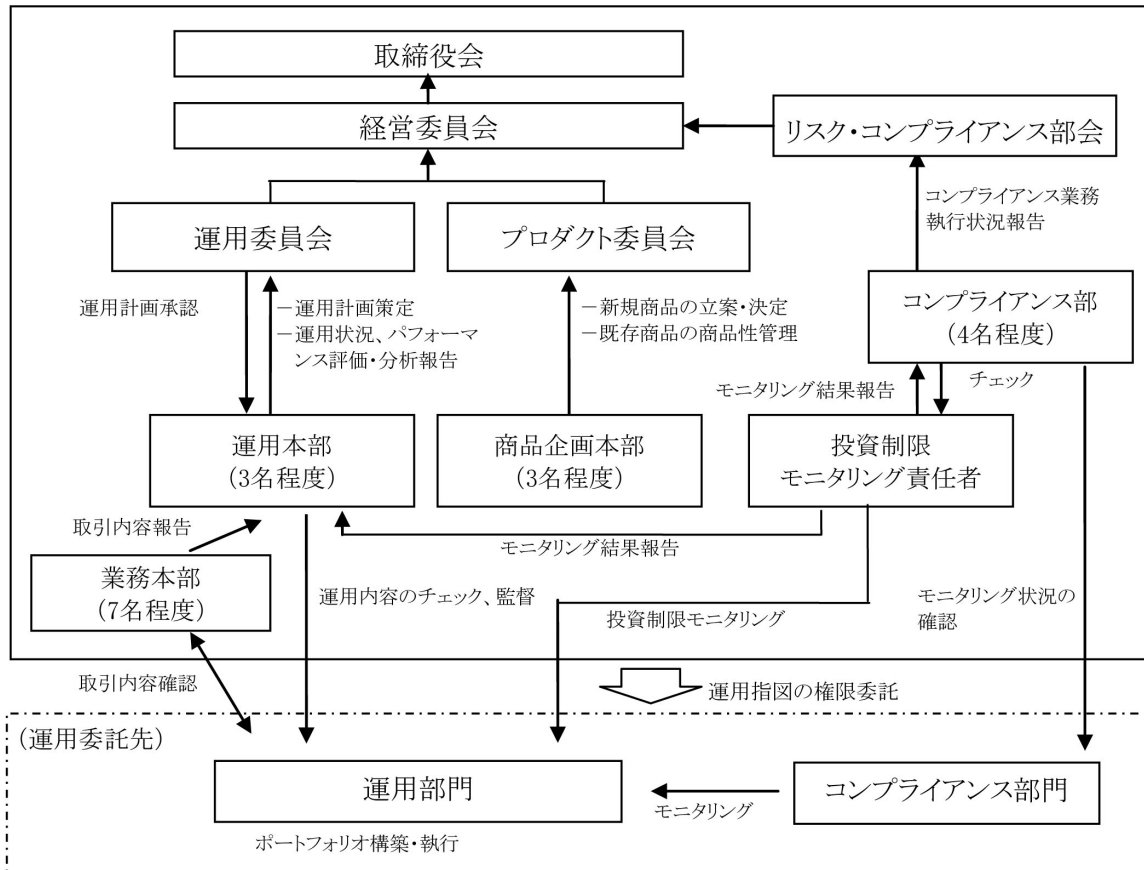 取締役会
経営委員会
リスク・コンプライアンス部会
コンプライアンス業務
執行状況報告
運用委員会
プロダクト委員会
運用計画承認
－運用計画策定
－運用状況、パフォーマ
ンス評価・分析報告
－新規商品の立案・決定
－既存商品の商品性管理
コンプライアンス部
(4名程度)
モニタリング結果報告
チェック
運用本部
(3名程度)
商品企画本部
(3名程度)
投資制限
モニタリング責任者
取引内容報告
モニタリング結果報告
業務本部
(7名程度)
運用内容のチェック、監督
投資制限モニタリング
モニタリング状況の
確認
取引内容確認
運用指図の権限委託
(運用委託先)
運用部門
モニタリング
コンプライアンス部門
ポートフォリオ構築・執行